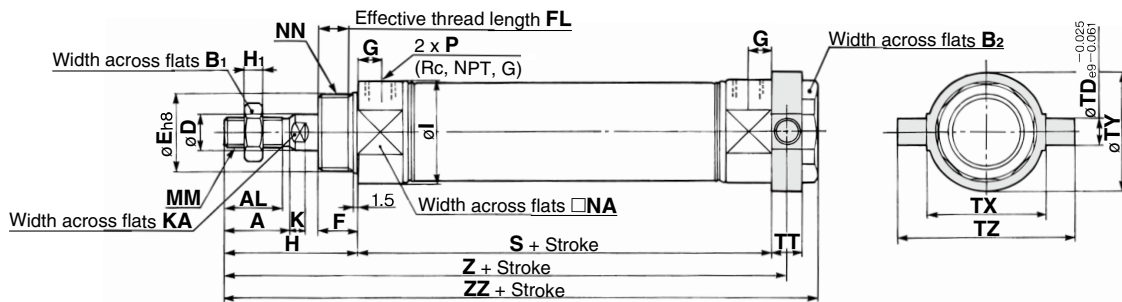 Effective thread length FL
NN
G
2 x P
(Rc, NPT, G)
G
Width across flats B2
Width across flats B1
H1
øEh8
øD
øI
MM
AL
Width across flats KA
A
K
F
1.5
Width across flats □NA
H
S + Stroke
TT
Z + Stroke
ZZ + Stroke
øTDe9 -0.025 -0.061
øTY
TX
TZ